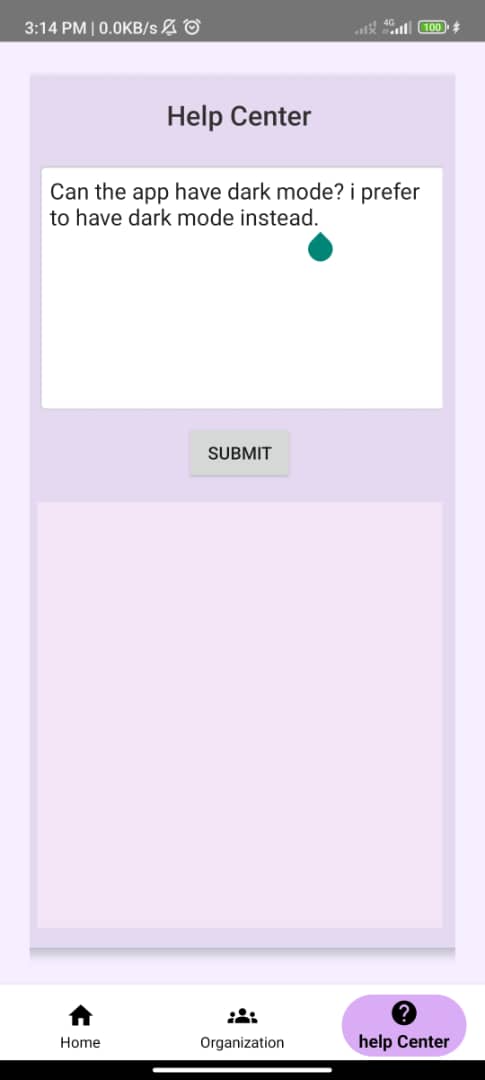 3:14 PM | 0.0KB/s
4G
100
Help Center
Can the app have dark mode? i prefer
to have dark mode instead.
SUBMIT
Home
Organization
help Center